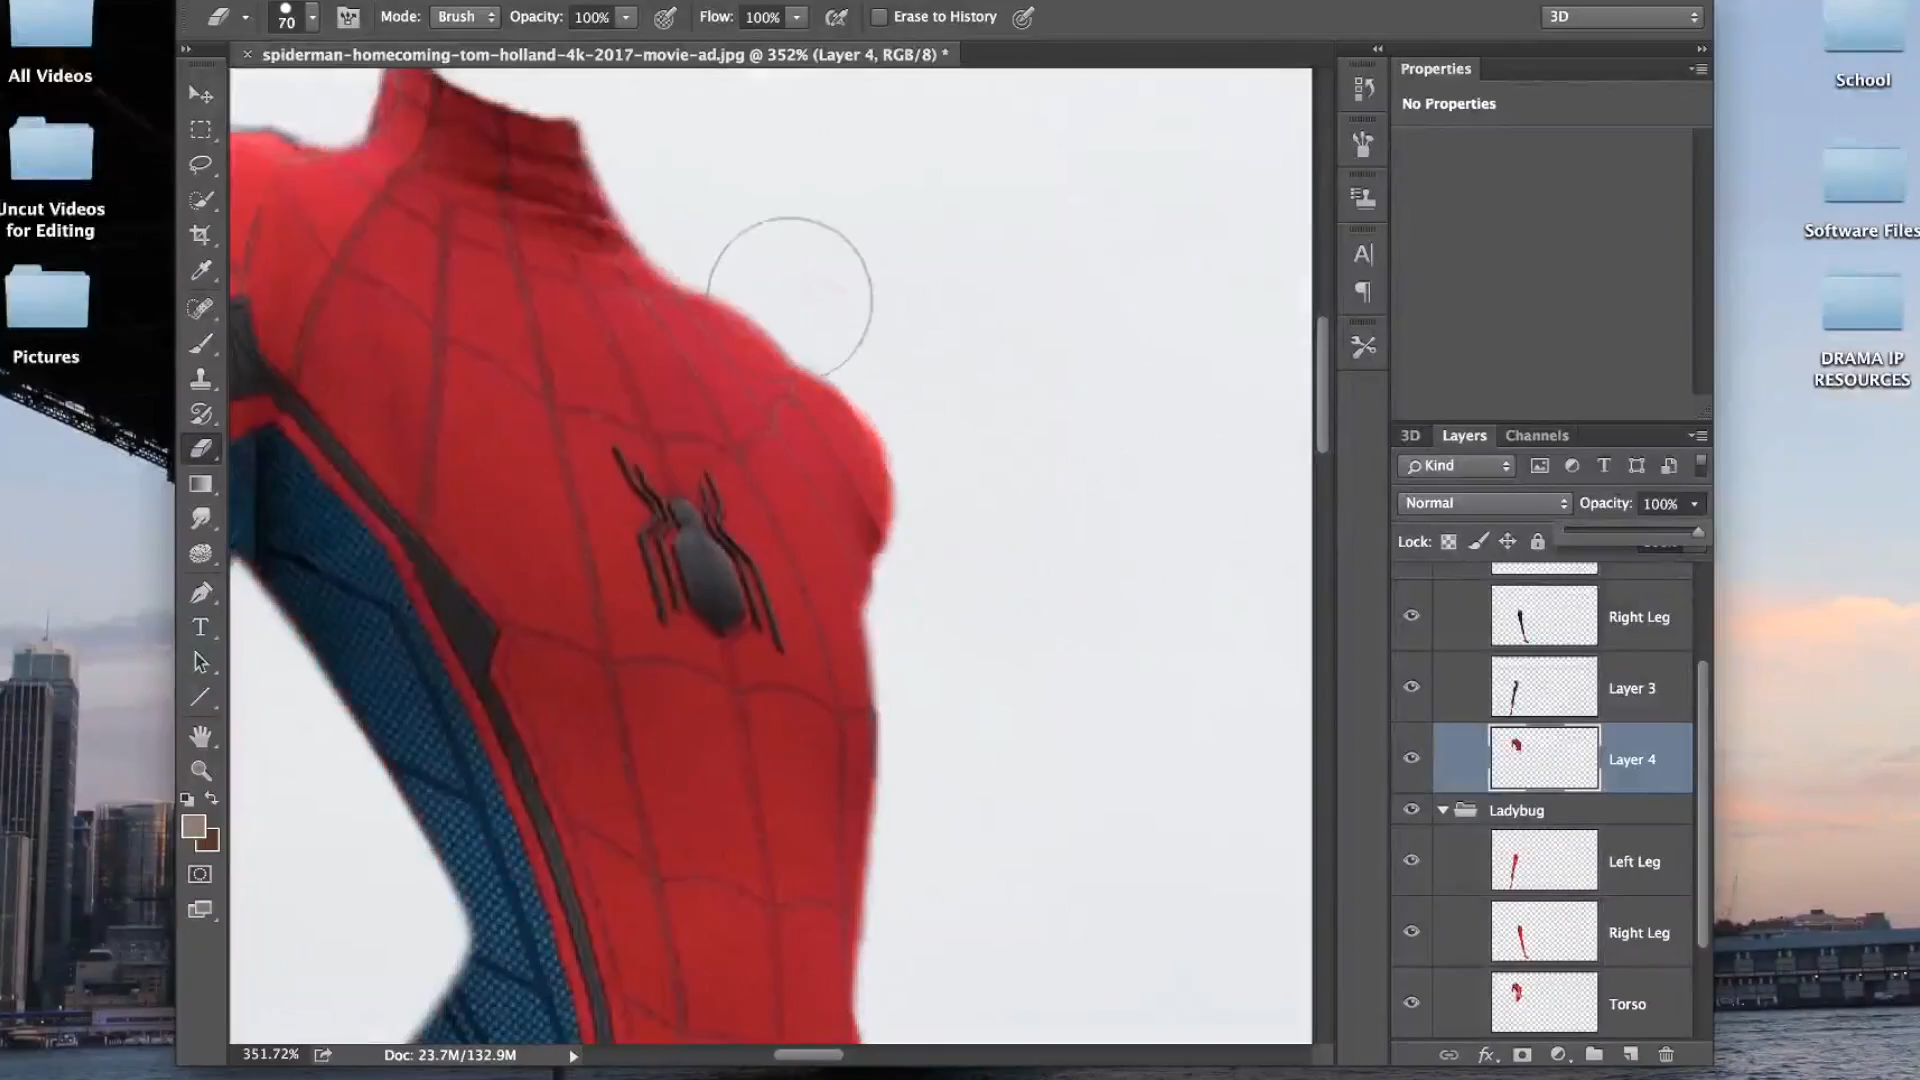 70
Mode: Brush Opacity: 100% Flow: 100% Erase to History 3D
spiderman-homecoming-tom-holland-4k-2017-movie-ad.jpg @ 352% (Layer 4, RGB/8) *
All Videos
Uncut Videos
for Editing
Pictures
School
Software Files
DRAMA IP
RESOURCES
Properties
No Properties
3D Layers Channels
Kind
Normal Opacity: 100%
Lock:
Right Leg
Layer 3
Layer 4
Ladybug
Left Leg
Right Leg
Torso
351.72% Doc: 23.7M/132.9M